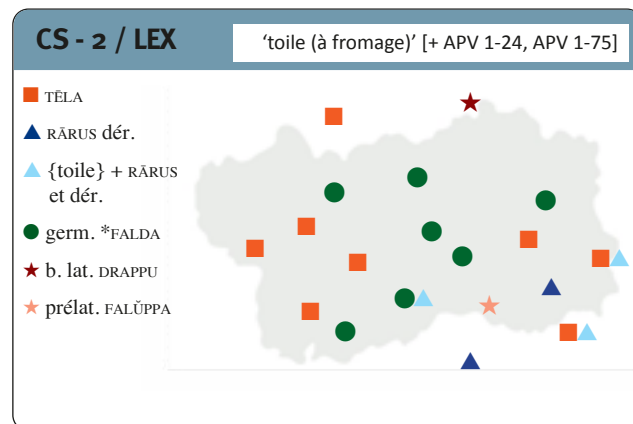 CS - 2 / LEX
‘toile (à fromage)’ [+ APV 1-24, APV 1-75]
TĒLA
RĀRUS dér.
{toile} + RĀRUS
et dér.
germ. *FALDA
b. lat. DRAPPU
prélat. FALŬPPA